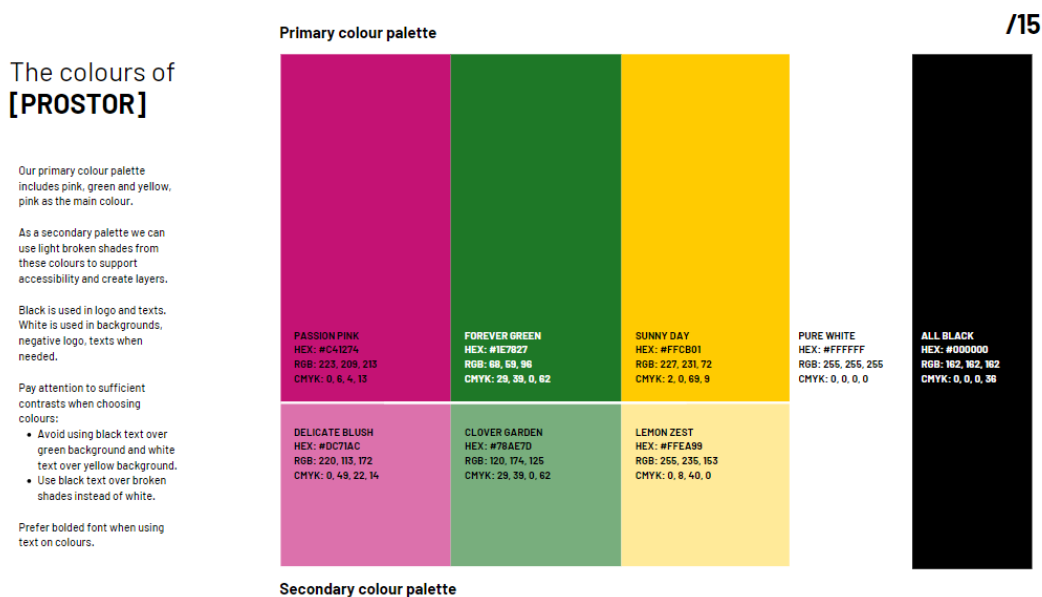 /15
Primary colour palette
The colours of
[PROSTOR]
Our primary colour palette
includes pink, green and yellow,
pink as the main colour.
As a secondary palette we can
use light broken shades from
these colours to support
accessibility and create layers.
Black is used in logo and texts.
White is used in backgrounds,
negative logo, texts when
needed.
Pay attention to sufficient
contrasts when choosing
colours:
• Avoid using black text over
green background and white
text over yellow background.
• Use black text over broken
shades instead of white.
Prefer bolded font when using
text on colours.
PASSION PINK
HEX: #C41274
RGB: 223, 209, 213
CMYK: 0, 6, 4, 13
FOREVER GREEN
HEX: #1E7827
RGB: 68, 59, 96
CMYK: 29, 39, 0, 62
SUNNY DAY
HEX: #FFCB01
RGB: 227, 231, 72
CMYK: 2, 0, 69, 9
PURE WHITE
HEX: #FFFFFF
RGB: 255, 255, 255
CMYK: 0, 0, 0, 0
ALL BLACK
HEX: #000000
RGB: 162, 162, 162
CMYK: 0, 0, 0, 36
DELICATE BLUSH
HEX: #DC71AC
RGB: 220, 113, 172
CMYK: 0, 49, 22, 14
CLOVER GARDEN
HEX: #78AE7D
RGB: 120, 174, 125
CMYK: 29, 39, 0, 62
LEMON ZEST
HEX: #FFEA99
RGB: 255, 235, 153
CMYK: 0, 8, 40, 0
Secondary colour palette